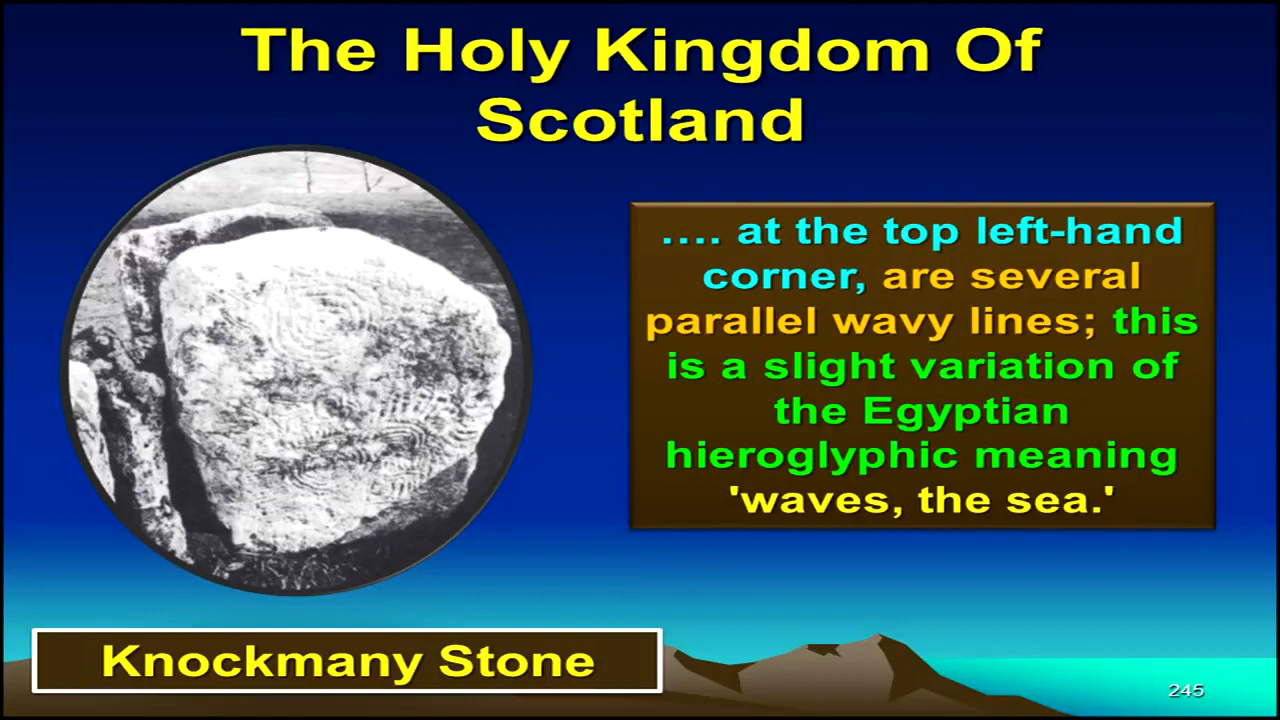 The Holy Kingdom Of
Scotland
.... at the top left-hand
corner, are several
parallel wavy lines; this
is a slight variation of
the Egyptian
hieroglyphic meaning
'waves, the sea.'
Knockmany Stone
245